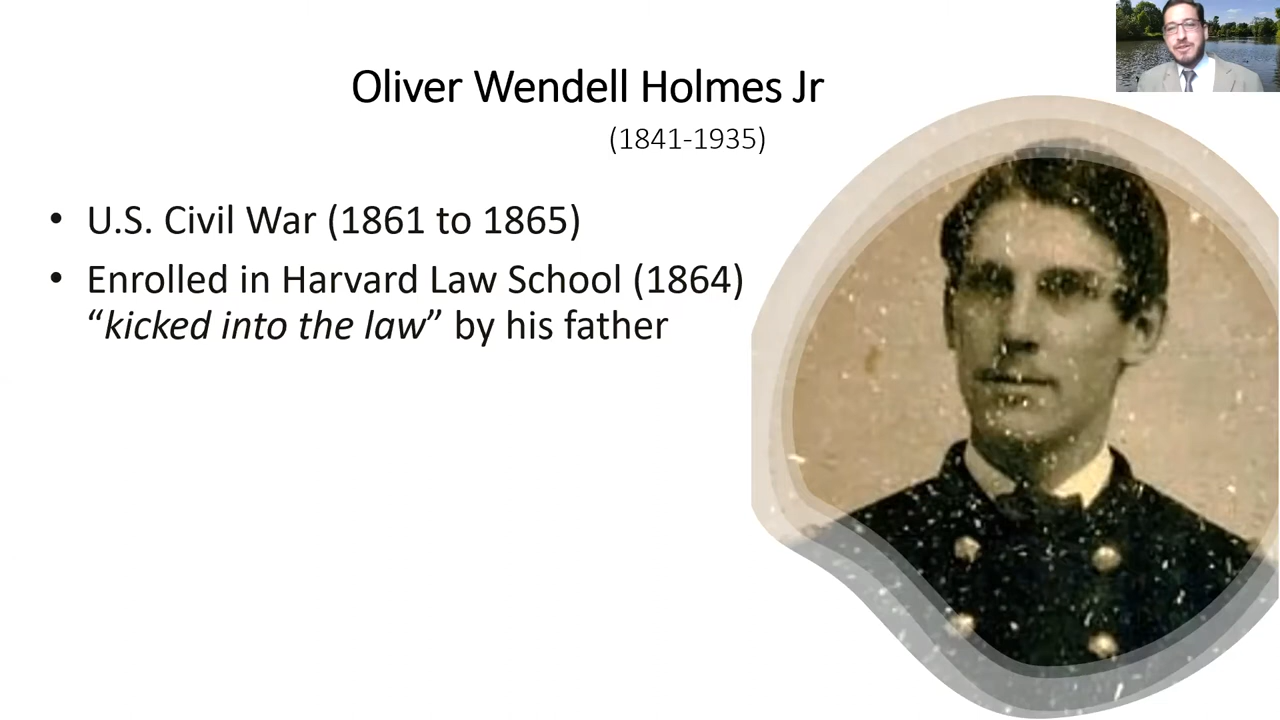 Oliver Wendell Holmes Jr
(1841-1935)
• U.S. Civil War (1861 to 1865)
• Enrolled in Harvard Law School (1864)
“kicked into the law” by his father